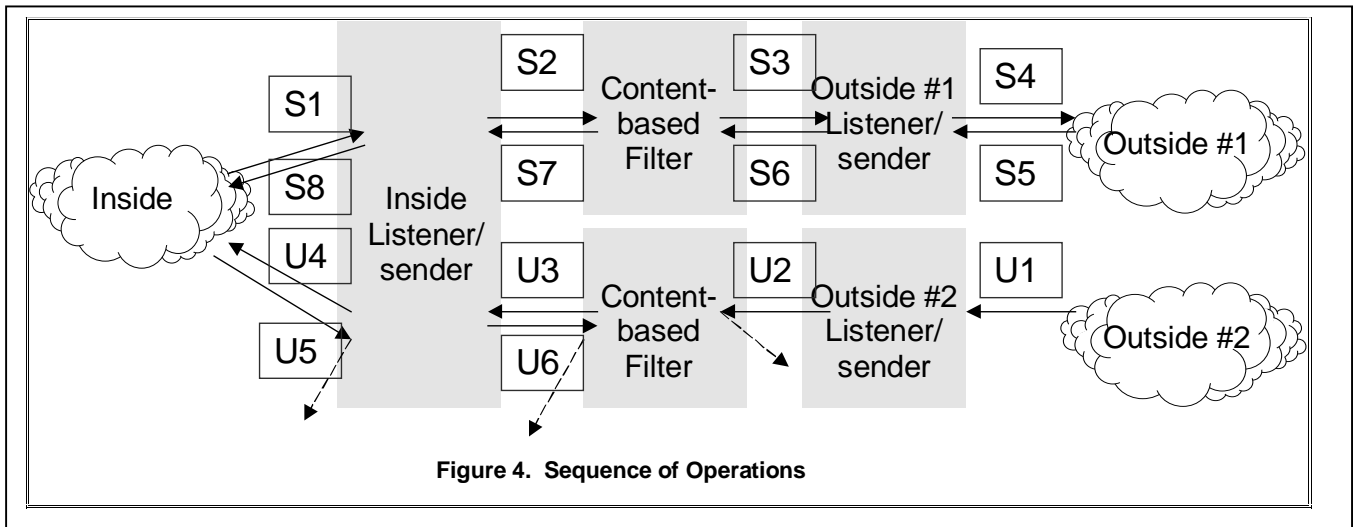 S1
S2
S3
S4
Content-
based
Filter
Outside #1
Listener/
sender
Outside #1
S8
S7
S6
S5
Inside
Inside
Listener/
sender
U4
U3
U2
U1
Content-
based
Filter
Outside #2
Listener/
sender
Outside #2
U5
U6
Figure 4. Sequence of Operations